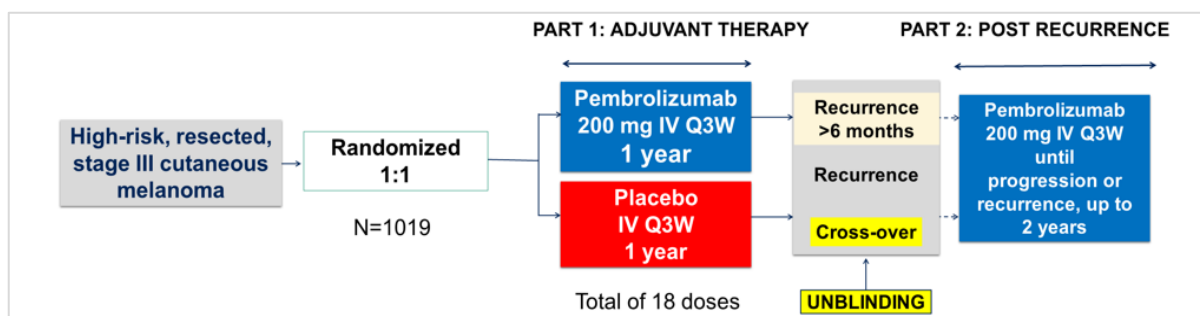 PART 1: ADJUVANT THERAPY
PART 2: POST RECURRENCE
High-risk, resected,
stage III cutaneous
melanoma
Randomized
1:1
N=1019
Pembrolizumab
200 mg IV Q3W
1 year
Placebo
IV Q3W
1 year
Total of 18 doses
Recurrence
>6 months
Recurrence
Cross-over
UNBLINDING
Pembrolizumab
200 mg IV Q3W
until
progression or
recurrence, up to
2 years